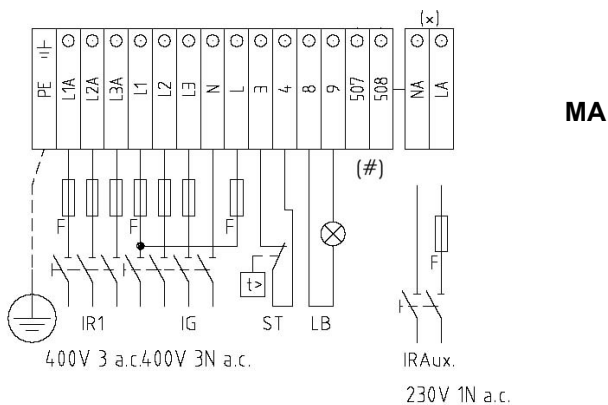 (x)
PE L1A L2A L3A L1 L2 L3 N L 3 4 8 9 507 508 NA LA
MA
(#)
F F F F
t>
IR1 IG ST LB
400V 3 a.c.400V 3N a.c.
IRAux.
230V 1N a.c.